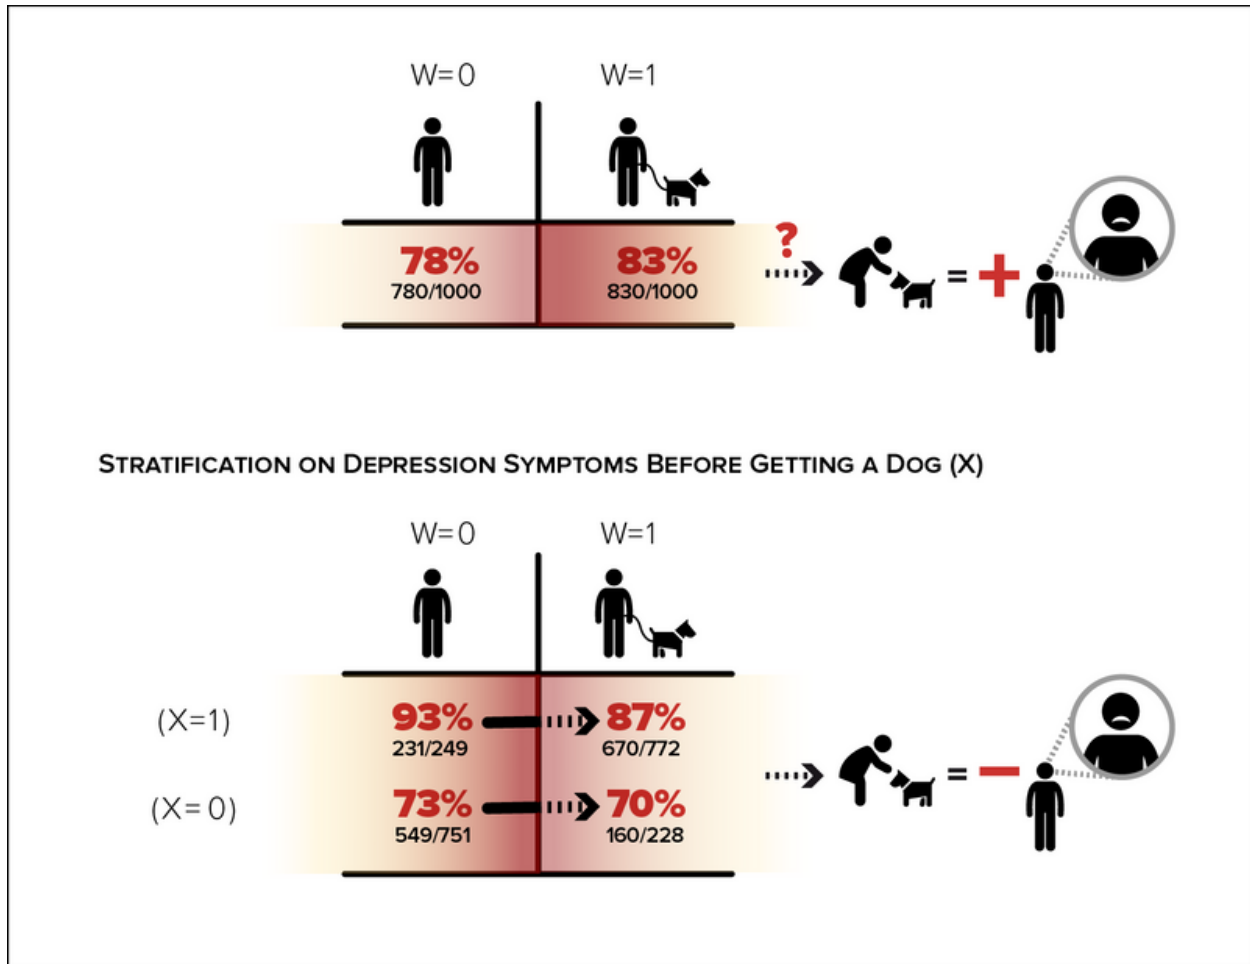 W=0 W=1
78% 83%
780/1000 830/1000
? = +
STRATIFICATION ON DEPRESSION SYMPTOMS BEFORE GETTING A DOG (X)
W=0 W=1
(X=1) 93% 87%
231/249 670/772
= −
(X=0) 73% 70%
549/751 160/228